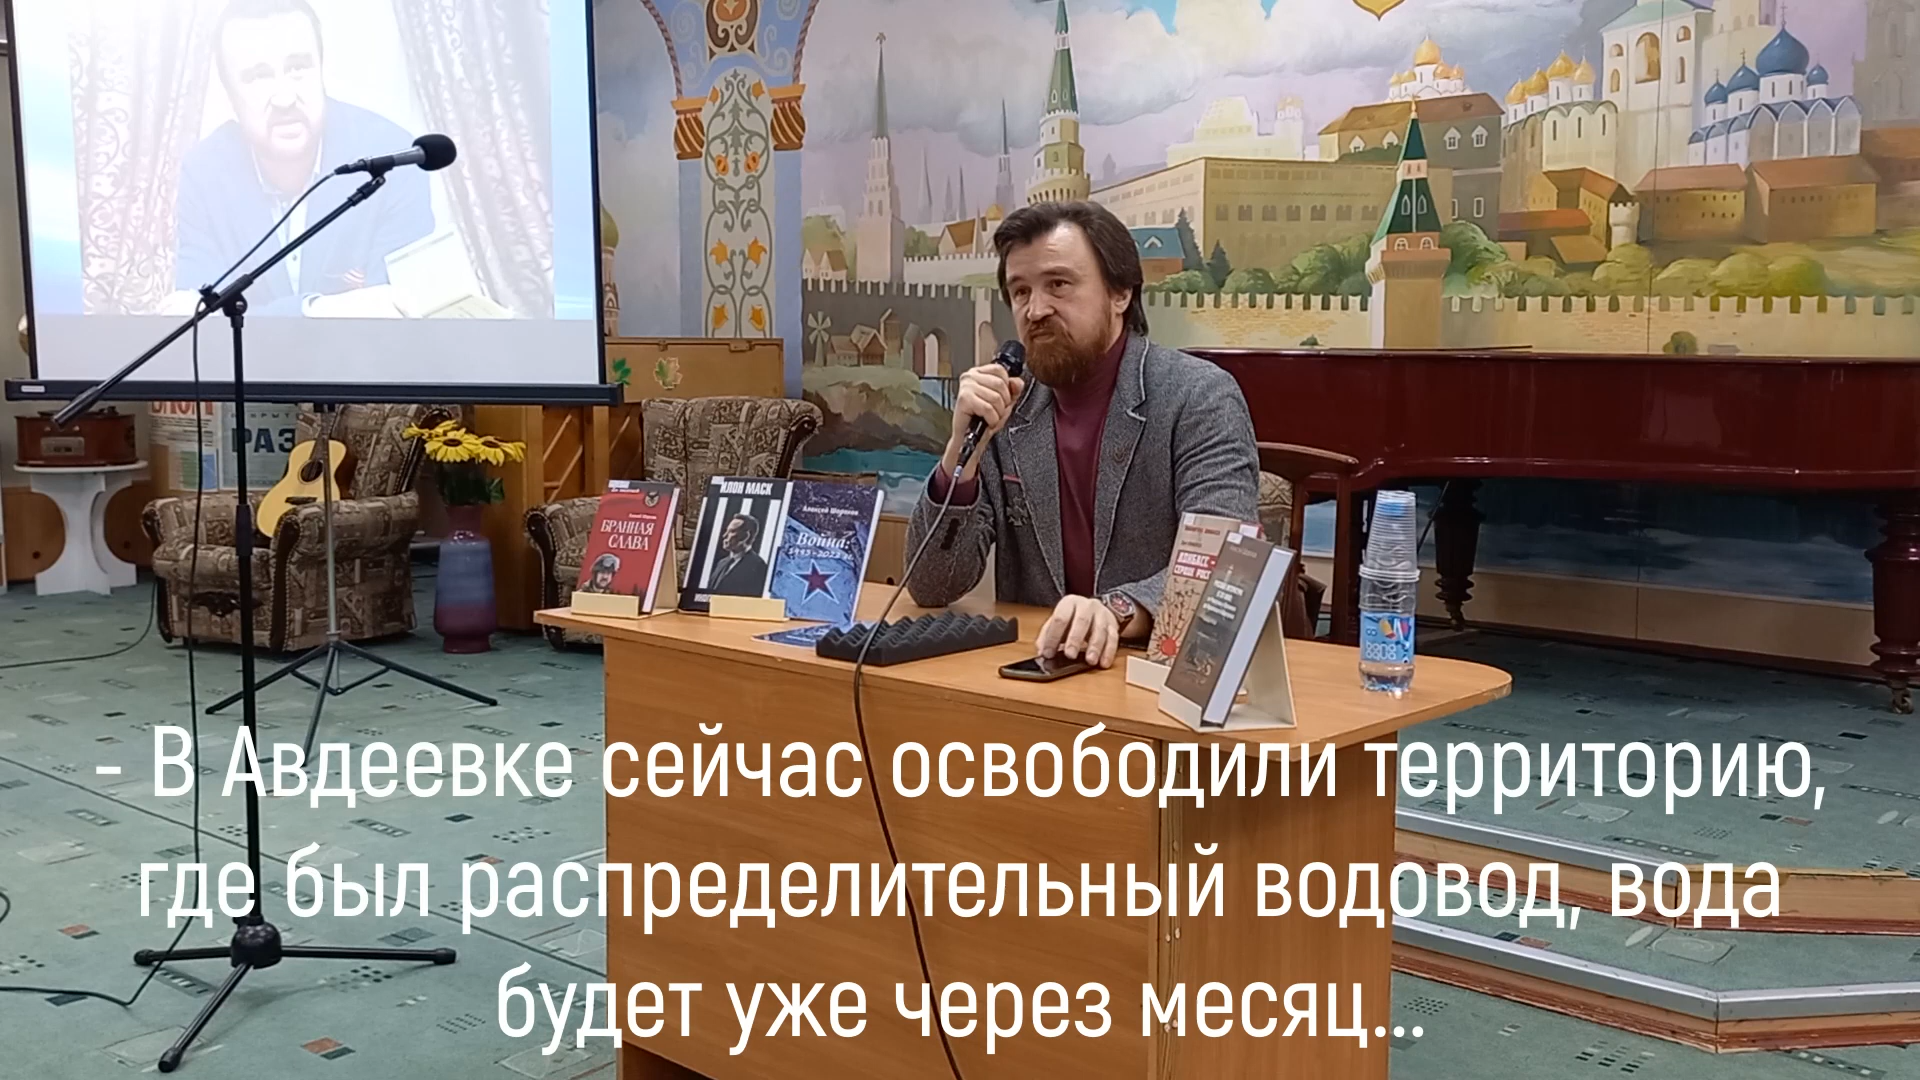 РАЗ
БРАННАЯ
СЛАВА
ИЛОН МАСК
Алексей Шорохов
Война:
- В Авдеевке сейчас освободили территорию,
где был распределительный водовод, вода
будет уже через месяц...